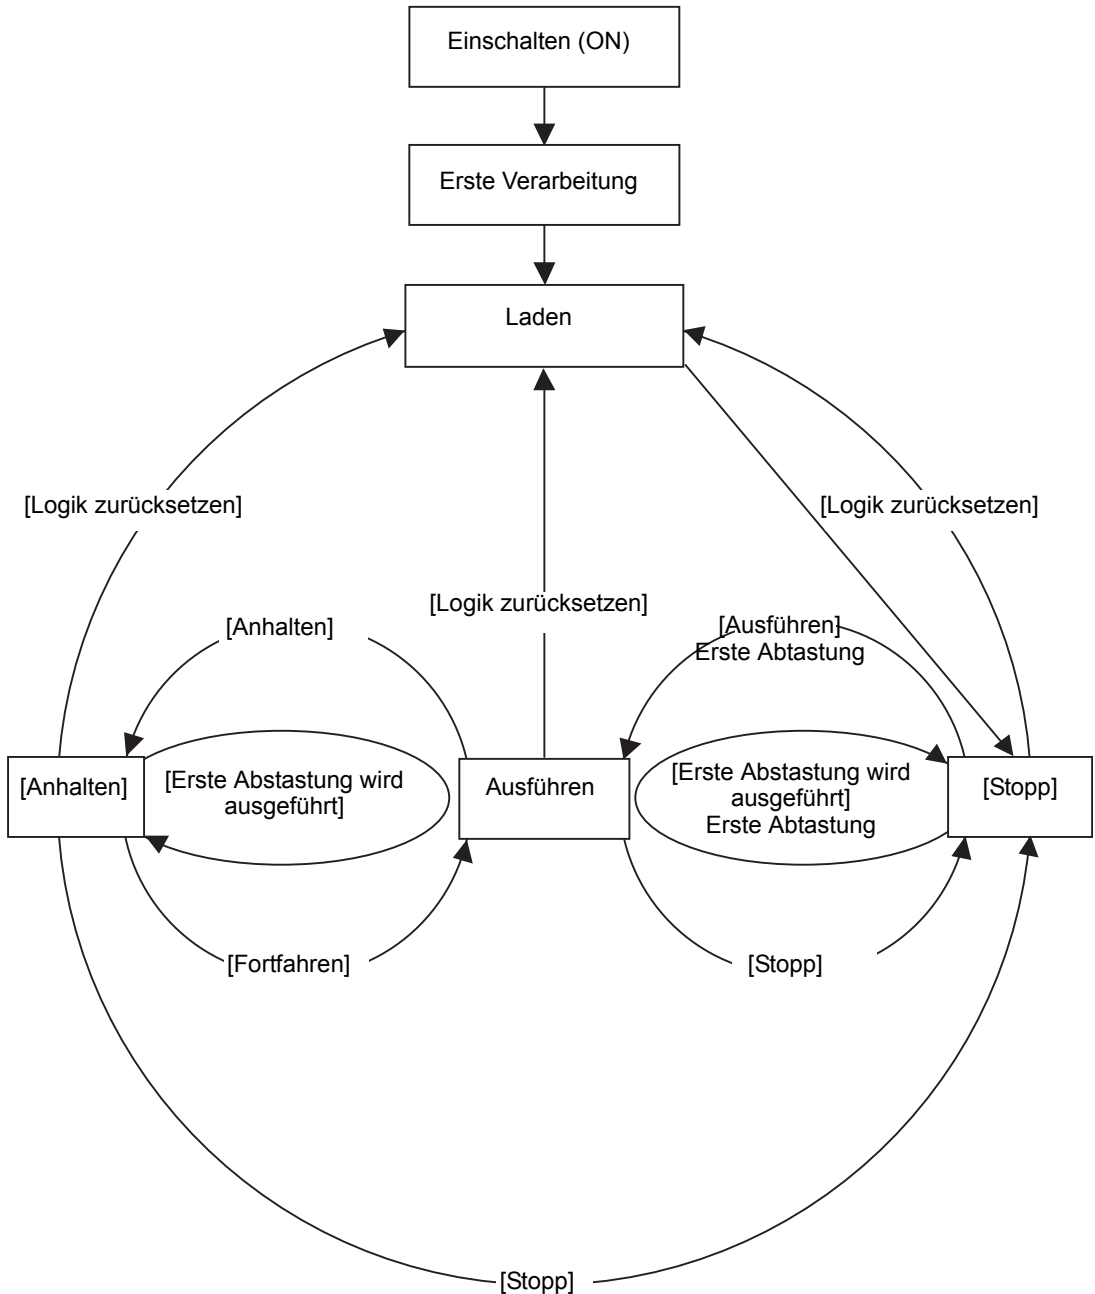 Einschalten (ON)
Erste Verarbeitung
Laden
[Logik zurücksetzen]
[Logik zurücksetzen]
[Logik zurücksetzen]
[Anhalten]
[Ausführen]
Erste Abtastung
[Anhalten]
[Erste Abstastung wird
ausgeführt]
Ausführen
[Erste Abstastung wird
ausgeführt]
Erste Abtastung
[Stopp]
[Fortfahren]
[Stopp]
[Stopp]